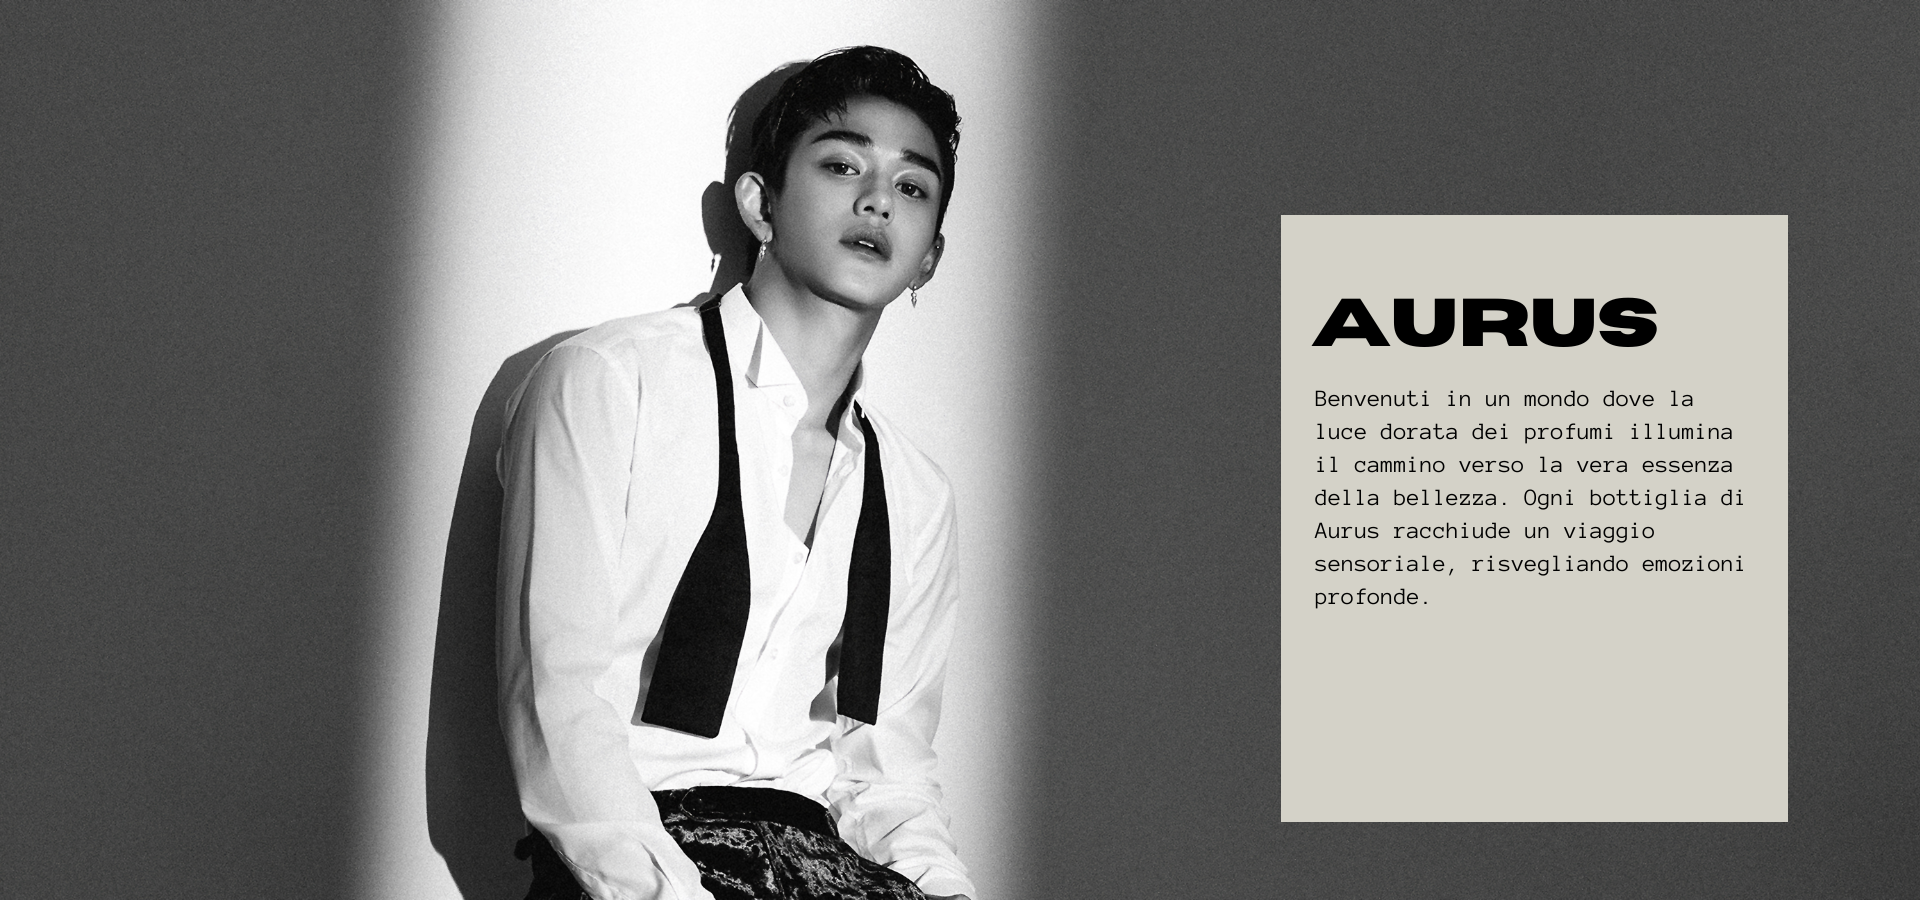 AURUS
Benvenuti in un mondo dove la
luce dorata dei profumi illumina
il cammino verso la vera essenza
della bellezza. Ogni bottiglia di
Aurus racchiude un viaggio
sensoriale, risvegliando emozioni
profonde.